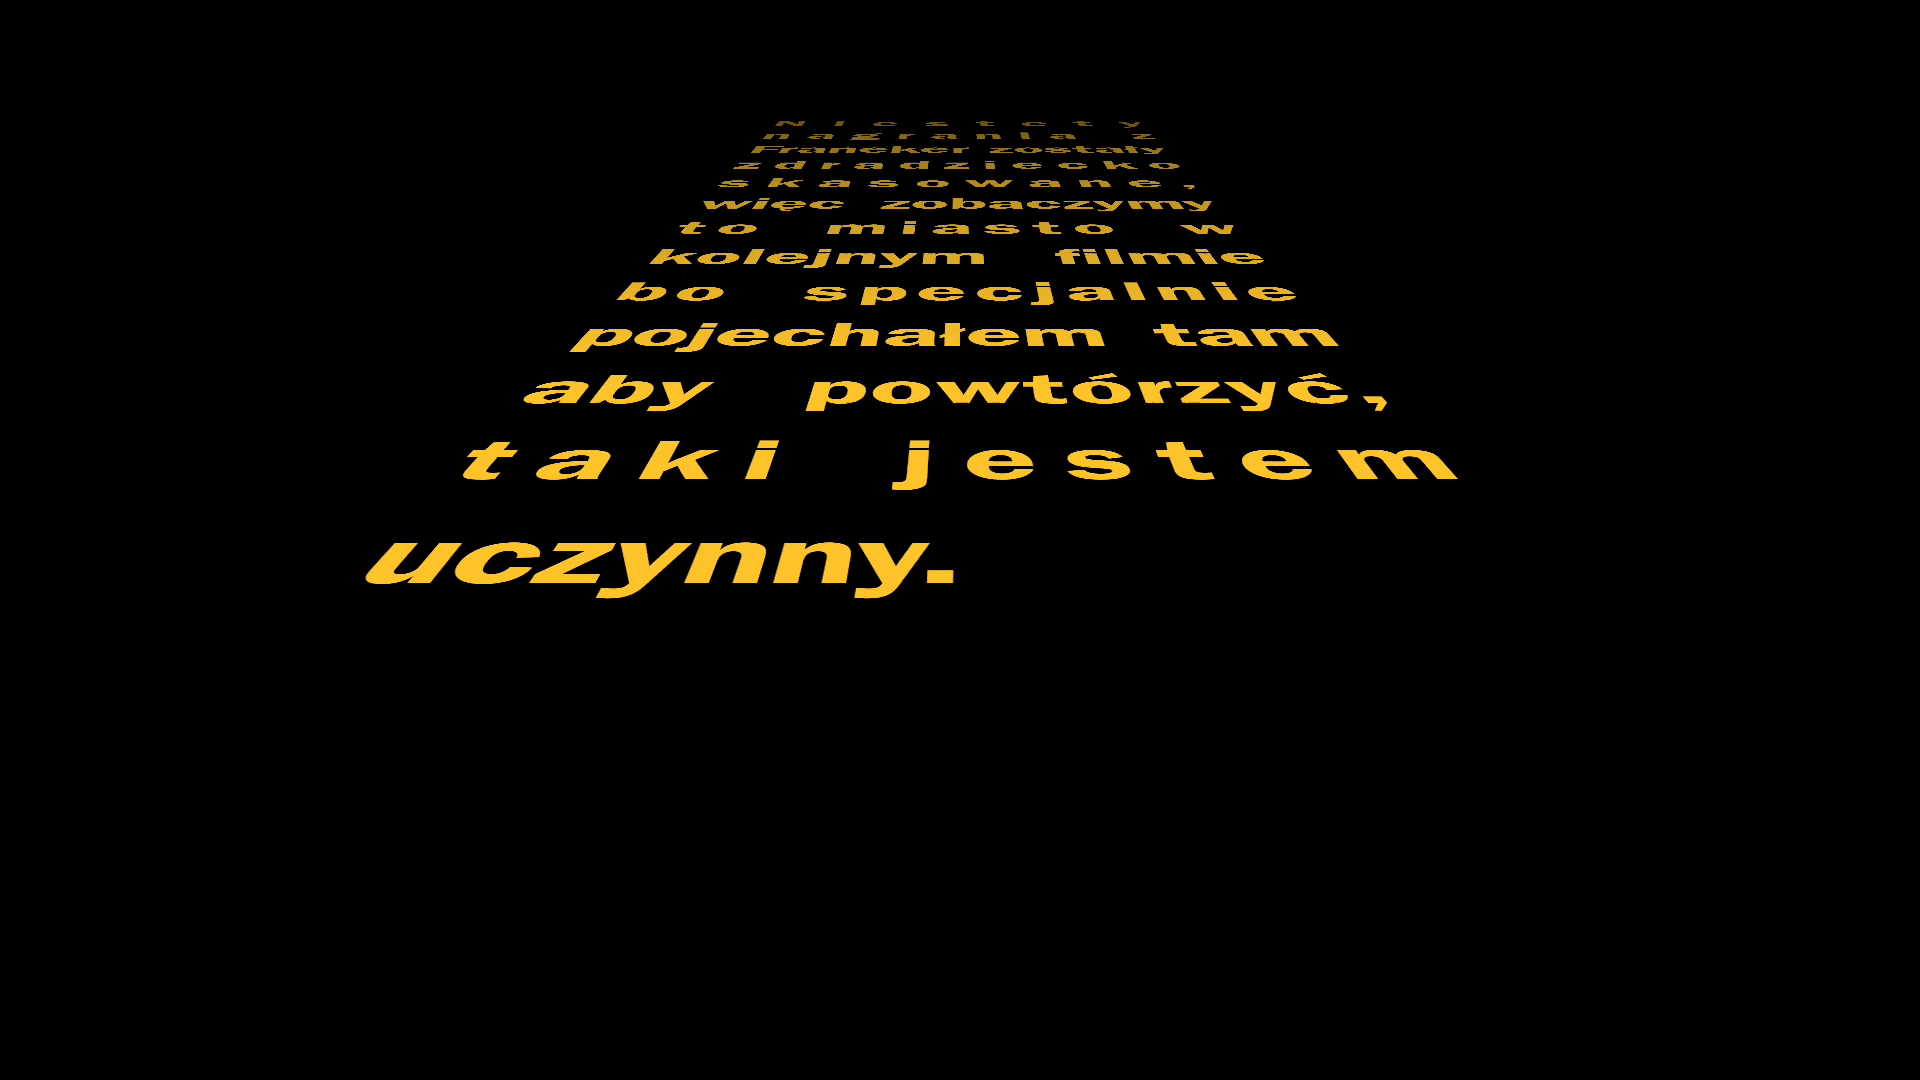 Niestety
nagrania z
Franeker zostały
zdradziecko
skasowane,
więc zobaczymy
to miasto w
kolejnym filmie
bo specjalnie
pojechałem tam
aby powtórzyć,
taki jestem
uczynny.